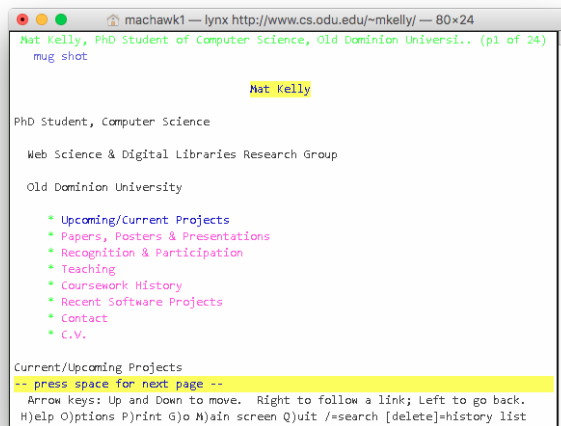 machawk1 — lynx http://www.cs.odu.edu/~mkelly/ — 80×24
Mat Kelly, PhD Student of Computer Science, Old Dominion Universi.. (p1 of 24)
mug shot
Mat Kelly
PhD Student, Computer Science
Web Science & Digital Libraries Research Group
Old Dominion University
* Upcoming/Current Projects
* Papers, Posters & Presentations
* Recognition & Participation
* Teaching
* Coursework History
* Recent Software Projects
* Contact
* C.V.
Current/Upcoming Projects
-- press space for next page --
Arrow keys: Up and Down to move.  Right to follow a link; Left to go back.
H)elp O)ptions P)rint G)o M)ain screen Q)uit /=search [delete]=history list